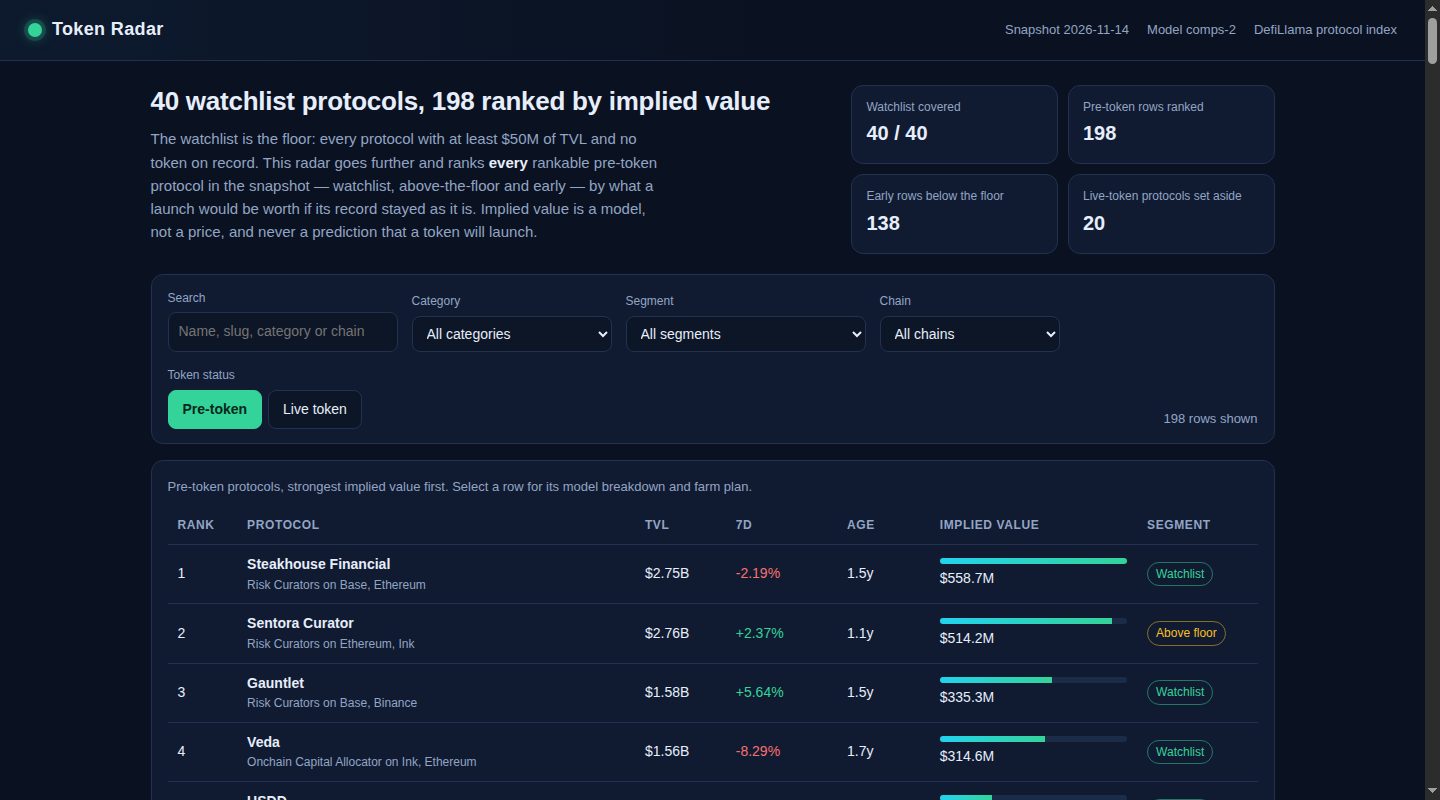 Token Radar
Snapshot 2026-11-14 Model comps-2 DefiLlama protocol index
40 watchlist protocols, 198 ranked by implied value
The watchlist is the floor: every protocol with at least $50M of TVL and no
token on record. This radar goes further and ranks every rankable pre-token
protocol in the snapshot — watchlist, above-the-floor and early — by what a
launch would be worth if its record stayed as it is. Implied value is a model,
not a price, and never a prediction that a token will launch.
Watchlist covered
40 / 40
Pre-token rows ranked
198
Early rows below the floor
138
Live-token protocols set aside
20
Search
Name, slug, category or chain
Category
All categories
Segment
All segments
Chain
All chains
Token status
Pre-token Live token
198 rows shown
Pre-token protocols, strongest implied value first. Select a row for its model breakdown and farm plan.
RANK PROTOCOL TVL 7D AGE IMPLIED VALUE SEGMENT
1 Steakhouse Financial $2.75B -2.19% 1.5y $558.7M Watchlist
Risk Curators on Base, Ethereum
2 Sentora Curator $2.76B +2.37% 1.1y $514.2M Above floor
Risk Curators on Ethereum, Ink
3 Gauntlet $1.58B +5.64% 1.5y $335.3M Watchlist
Risk Curators on Base, Binance
4 Veda $1.56B -8.29% 1.7y $314.6M Watchlist
Onchain Capital Allocator on Ink, Ethereum